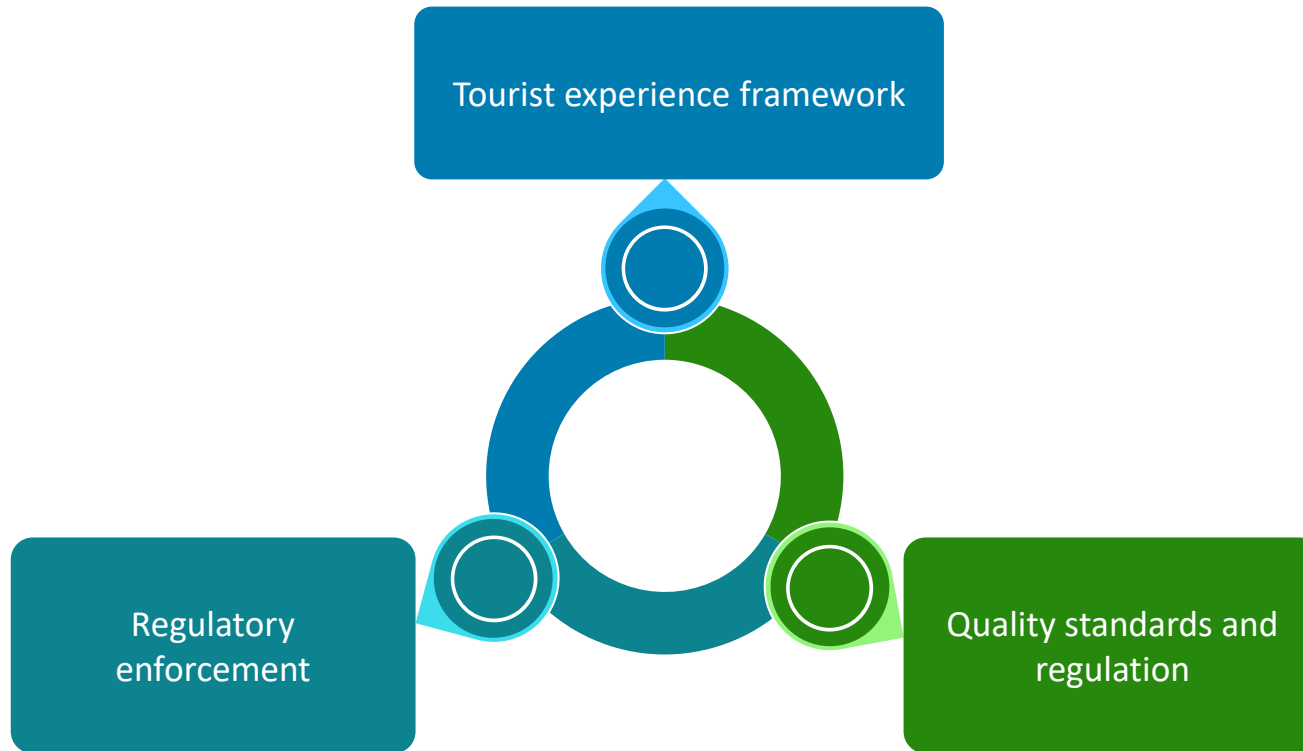 Tourist experience framework
Regulatory
enforcement
Quality standards and
regulation